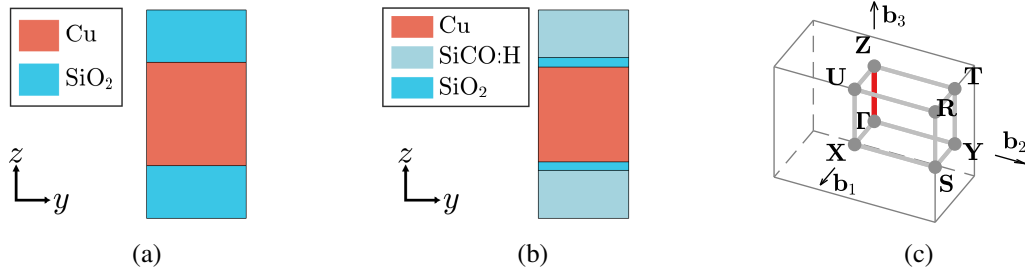 Cu
SiO₂
z
y
(a)
Cu
SiCO:H
SiO₂
z
y
(b)
b₃
Z
U
T
Γ
R
X
Y
b₂
b₁
S
(c)